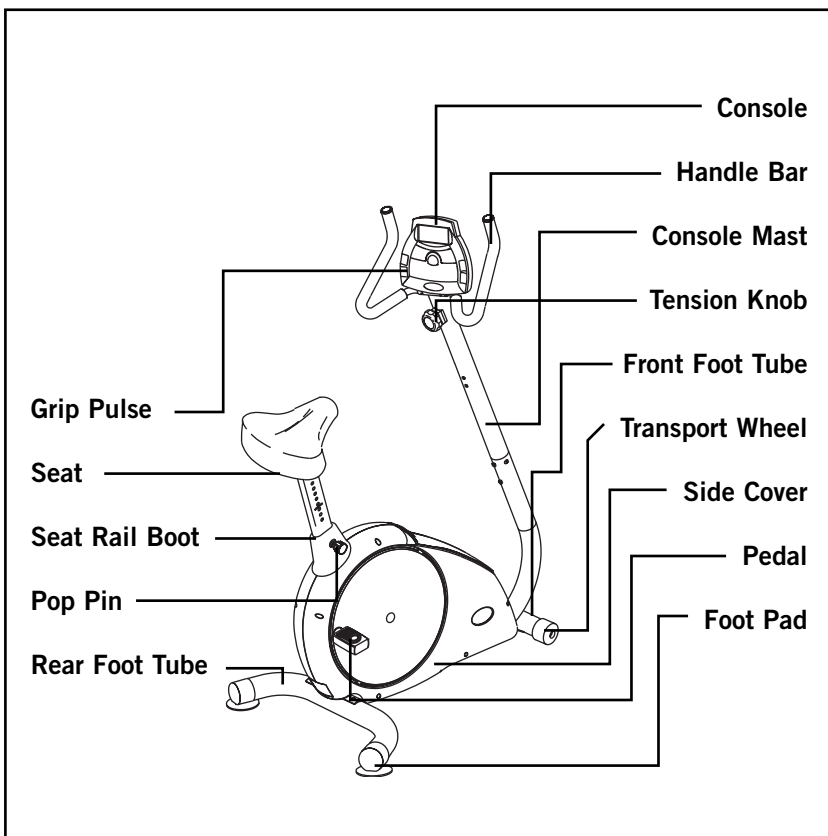 Console
Handle Bar
Console Mast
Tension Knob
Front Foot Tube
Transport Wheel
Side Cover
Pedal
Foot Pad
Grip Pulse
Seat
Seat Rail Boot
Pop Pin
Rear Foot Tube